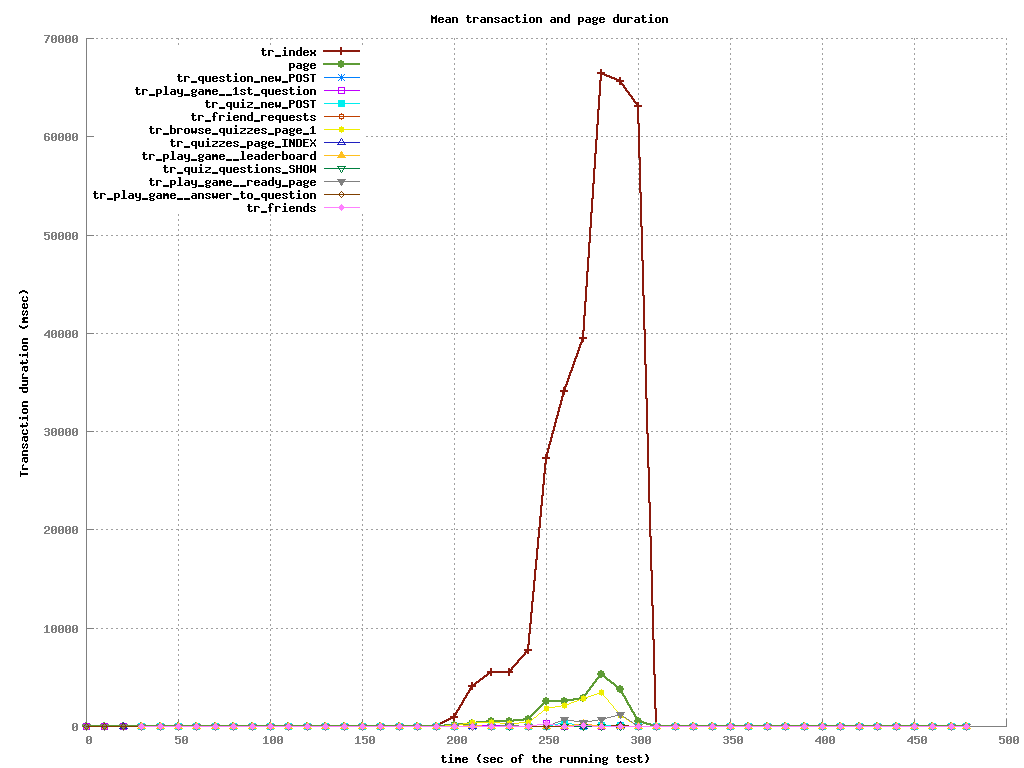 Mean transaction and page duration
70000
60000
50000
40000
30000
20000
10000
0
Transaction duration (msec)
tr_index
page
tr_question_new_POST
tr_play_game__1st_question
tr_quiz_new_POST
tr_friend_requests
tr_browse_quizzes_page_1
tr_quizzes_page_INDEX
tr_play_game__leaderboard
tr_quiz_questions_SHOW
tr_play_game__ready_page
tr_play_game__answer_to_question
tr_friends
0 50 100 150 200 250 300 350 400 450 500
time (sec of the running test)